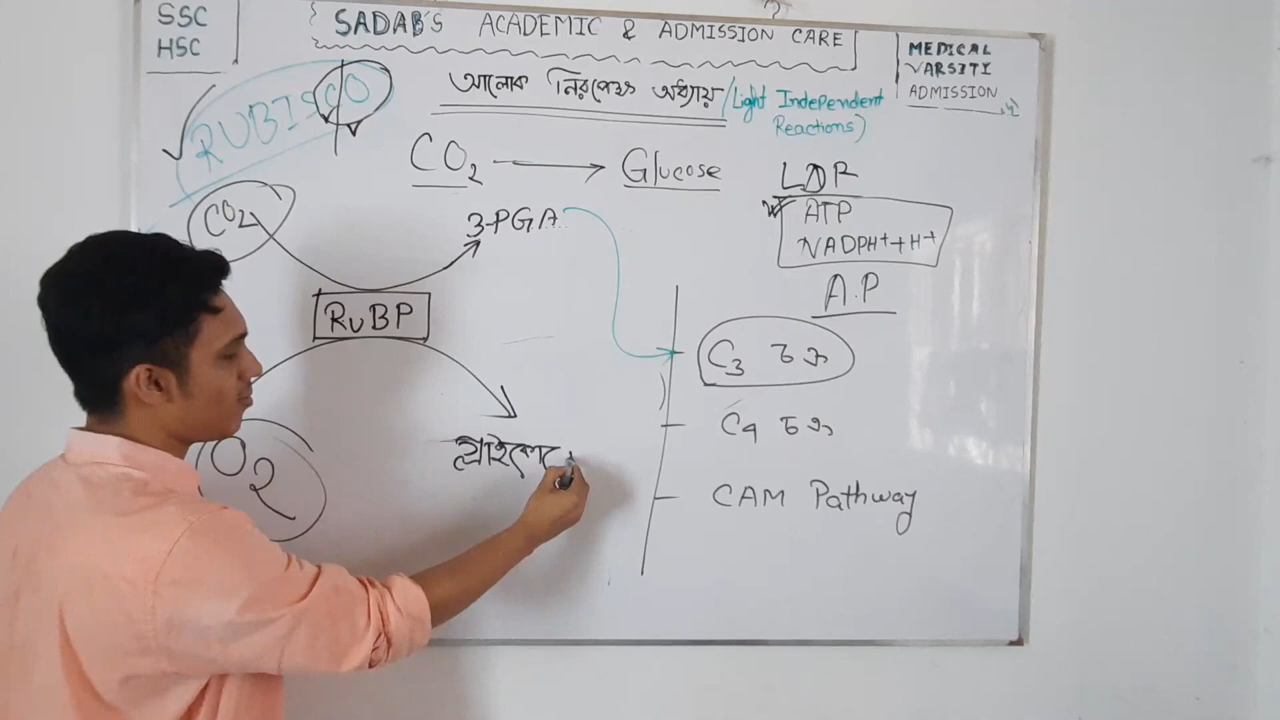 SSC
HSC
SADAB'S ACADEMIC & ADMISSION CARE
MEDICAL
VARSITI
ADMISSION
RUBISCO
আলোক নিরপেক্ষ অধ্যায় /Light Independent
Reactions)
CO2 → Glucose
LDR
ATP
NADPH+ + H+
A.P
CO2
3-PGA
RuBP
C3 চক্র
C4 চক্র
O2
গ্লাইকোে
CAM Pathway